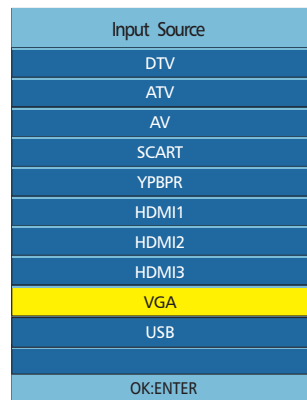 Input Source
DTV
ATV
AV
SCART
YPBPR
HDMI1
HDMI2
HDMI3
VGA
USB
OK:ENTER